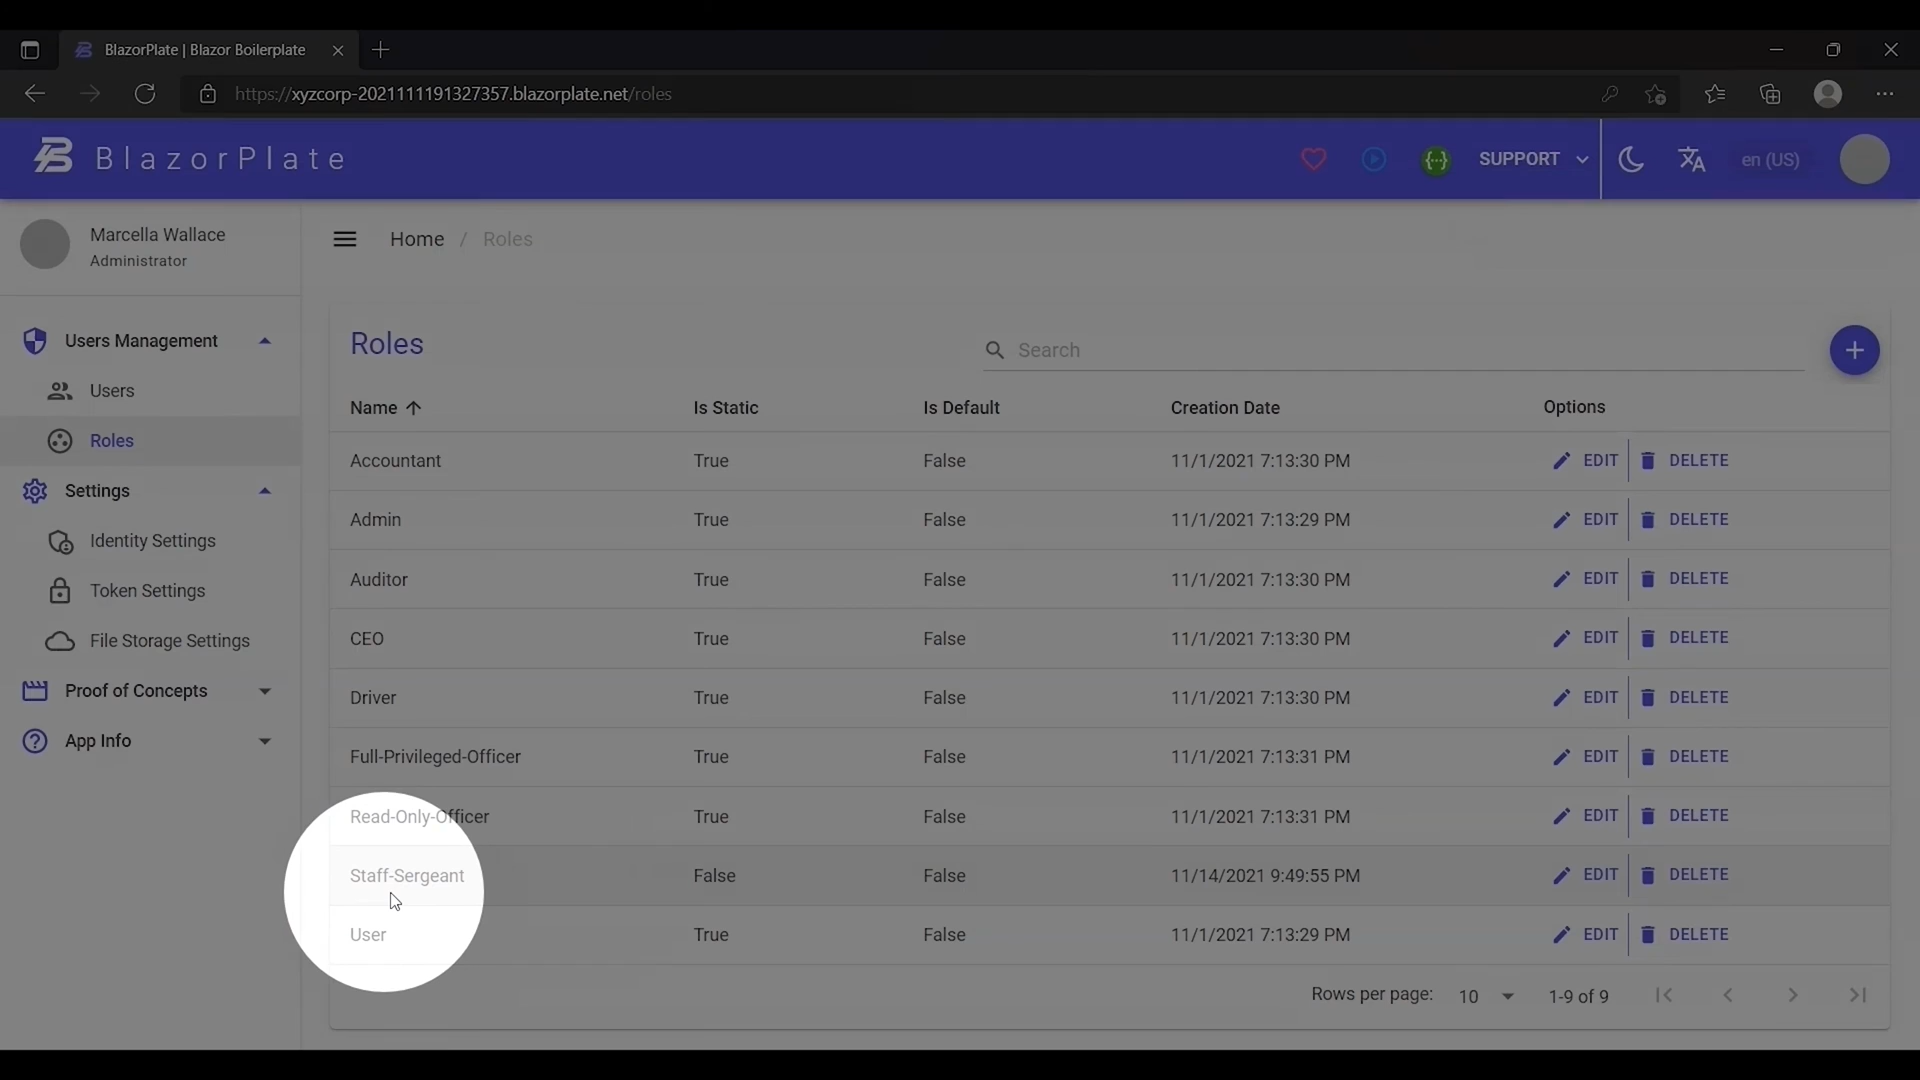 BlazorPlate | Blazor Boilerplate
https://xyzcorp-2021111191327357.blazorplate.net/roles
BlazorPlate
SUPPORT
en (US)
Marcella Wallace
Administrator
Home / Roles
Users Management
Users
Roles
Settings
Identity Settings
Token Settings
File Storage Settings
Proof of Concepts
App Info
Roles
Search
Name Is Static Is Default Creation Date Options
Accountant True False 11/1/2021 7:13:30 PM EDIT DELETE
Admin True False 11/1/2021 7:13:29 PM EDIT DELETE
Auditor True False 11/1/2021 7:13:30 PM EDIT DELETE
CEO True False 11/1/2021 7:13:30 PM EDIT DELETE
Driver True False 11/1/2021 7:13:30 PM EDIT DELETE
Full-Privileged-Officer True False 11/1/2021 7:13:31 PM EDIT DELETE
Read-Only-Officer True False 11/1/2021 7:13:31 PM EDIT DELETE
Staff-Sergeant False False 11/14/2021 9:49:55 PM EDIT DELETE
User True False 11/1/2021 7:13:29 PM EDIT DELETE
Rows per page: 10 1-9 of 9